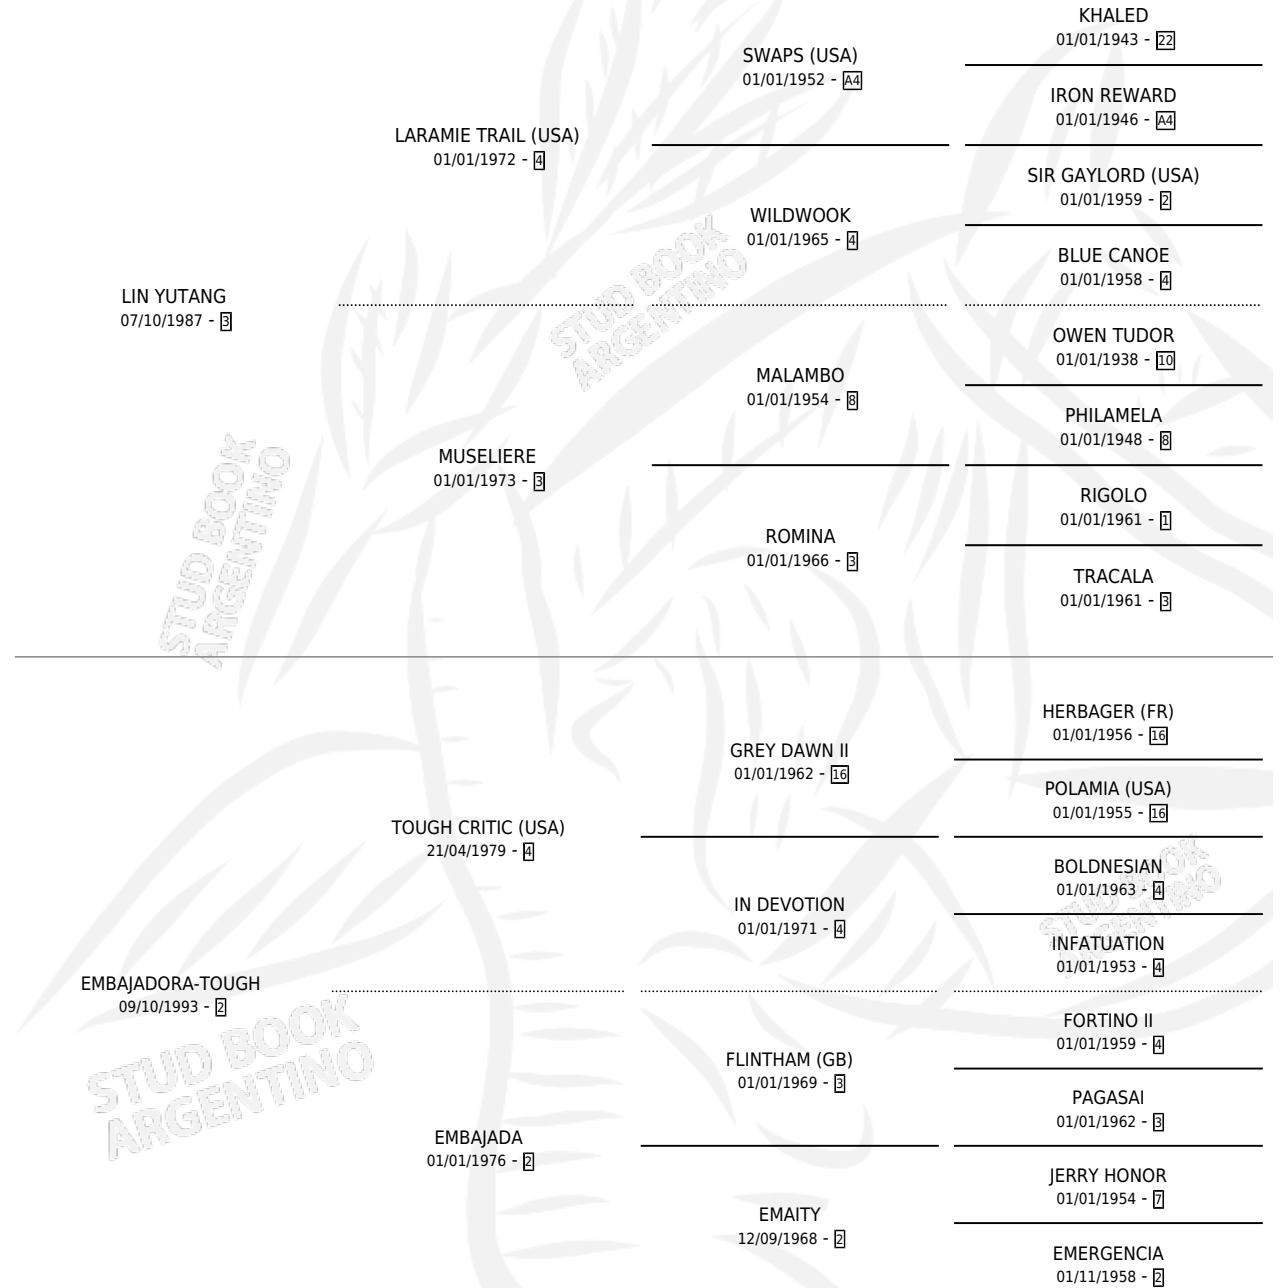 KHALED
01/01/1943 - 22
SWAPS (USA)
01/01/1952 - A4
IRON REWARD
01/01/1946 - A4
LARAMIE TRAIL (USA)
01/01/1972 - 4
SIR GAYLORD (USA)
01/01/1959 - 2
WILDWOOK
01/01/1965 - 4
BLUE CANOE
01/01/1958 - 4
LIN YUTANG
07/10/1987 - 3
STUD BOOK
ARGENTINO
OWEN TUDOR
01/01/1938 - 10
MALAMBO
01/01/1954 - 8
PHILAMELA
01/01/1948 - 8
MUSELIERE
01/01/1973 - 3
RIGOLO
01/01/1961 - 1
ROMINA
01/01/1966 - 3
TRACALA
01/01/1961 - 3
STUD BOOK
ARGENTINO
HERBAGER (FR)
01/01/1956 - 16
GREY DAWN II
01/01/1962 - 16
POLAMIA (USA)
01/01/1955 - 16
TOUGH CRITIC (USA)
21/04/1979 - 4
BOLDNESIAN
01/01/1963 - 4
IN DEVOTION
01/01/1971 - 4
INFATUATION
01/01/1953 - 4
STUD BOOK
ARGENTINO
EMBAJADORA-TOUGH
09/10/1993 - 2
FORTINO II
01/01/1959 - 4
FLINTHAM (GB)
01/01/1969 - 3
PAGASAI
01/01/1962 - 3
STUD BOOK
ARGENTINO
EMBAJADA
01/01/1976 - 2
JERRY HONOR
01/01/1954 - 7
EMAITY
12/09/1968 - 2
EMERGENCIA
01/11/1958 - 2